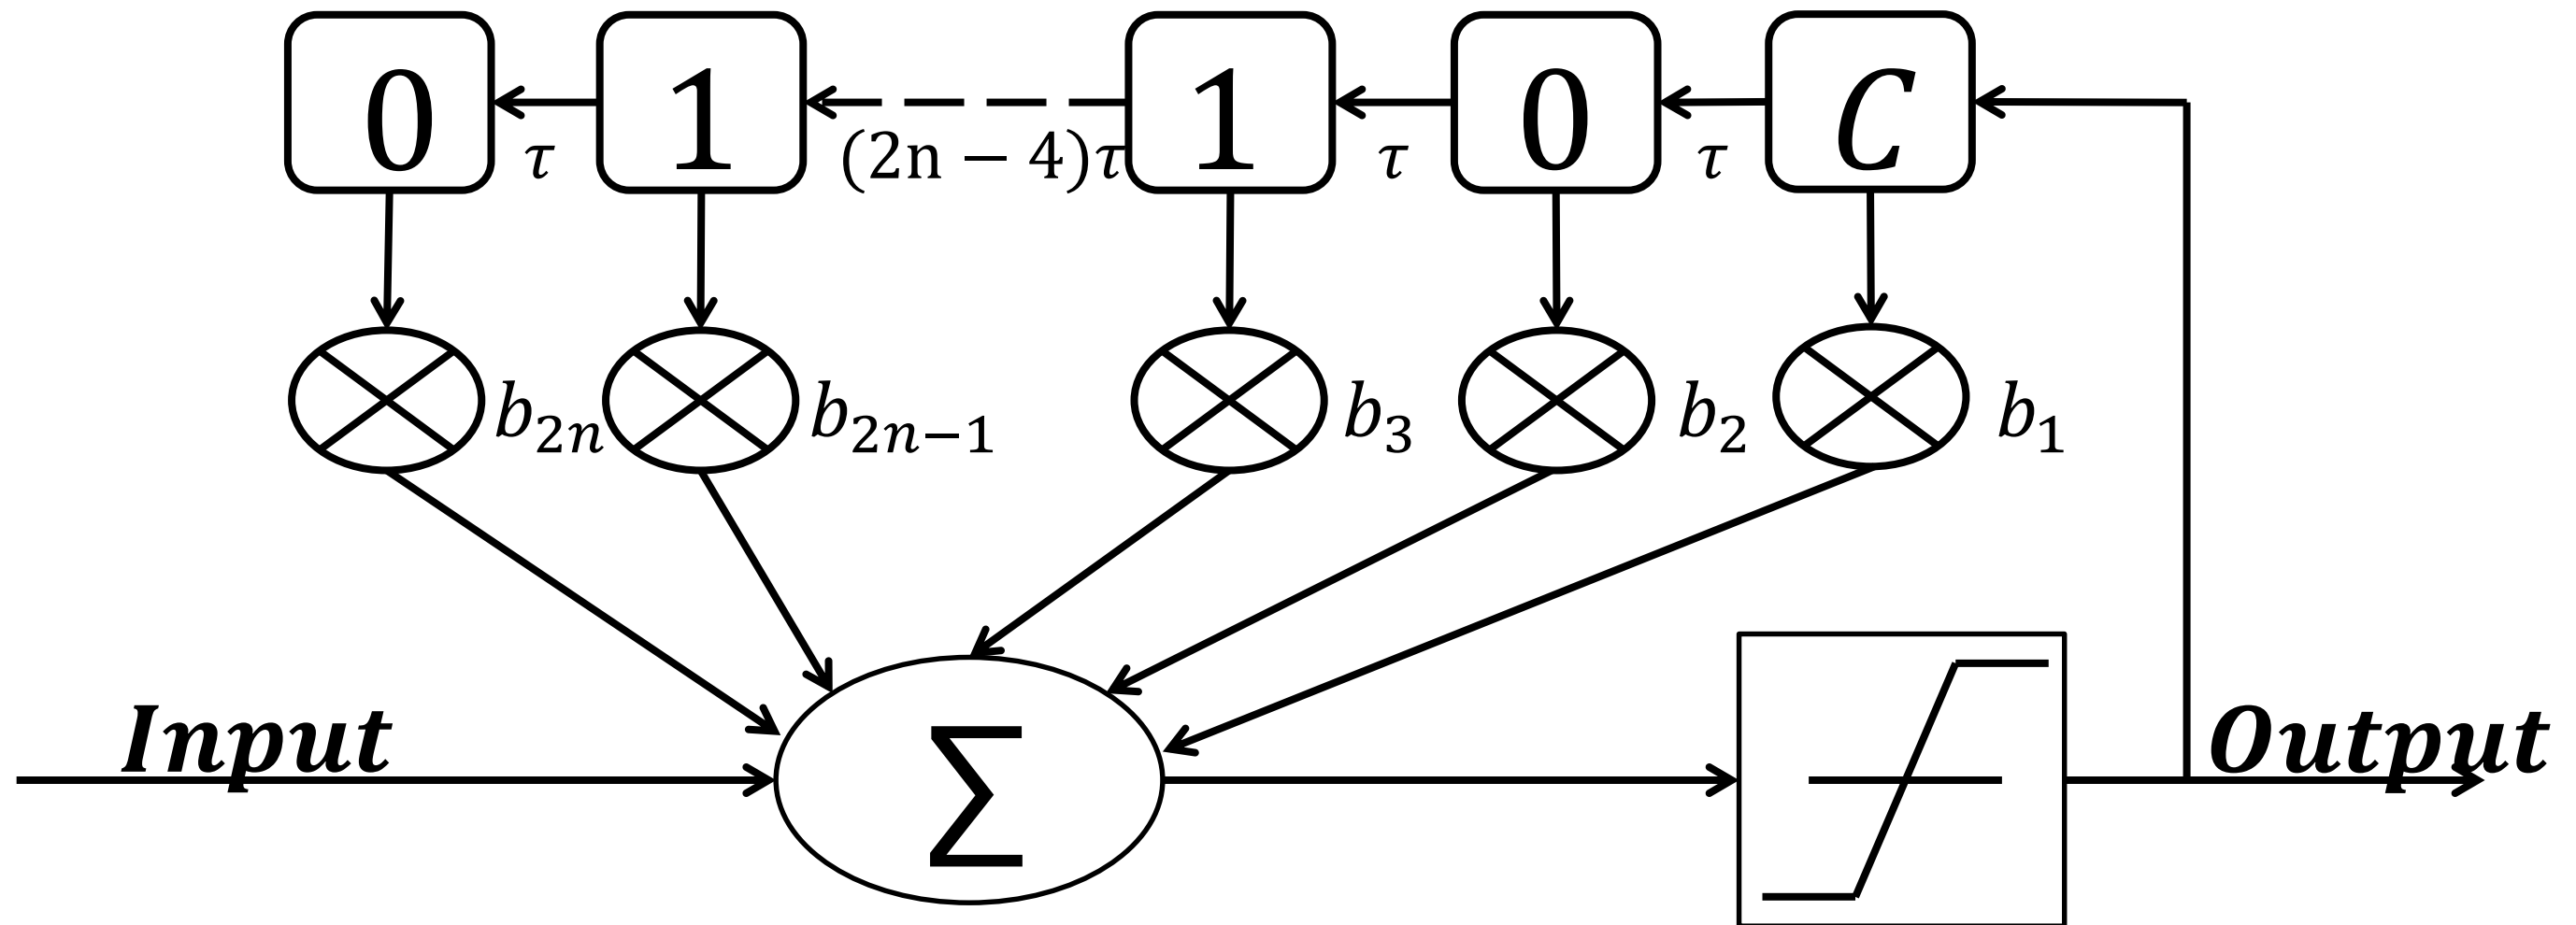 0 1 1 0 C
τ (2n − 4)τ τ τ
b₂ₙ b₂ₙ₋₁ b₃ b₂ b₁
Input ∑ Output